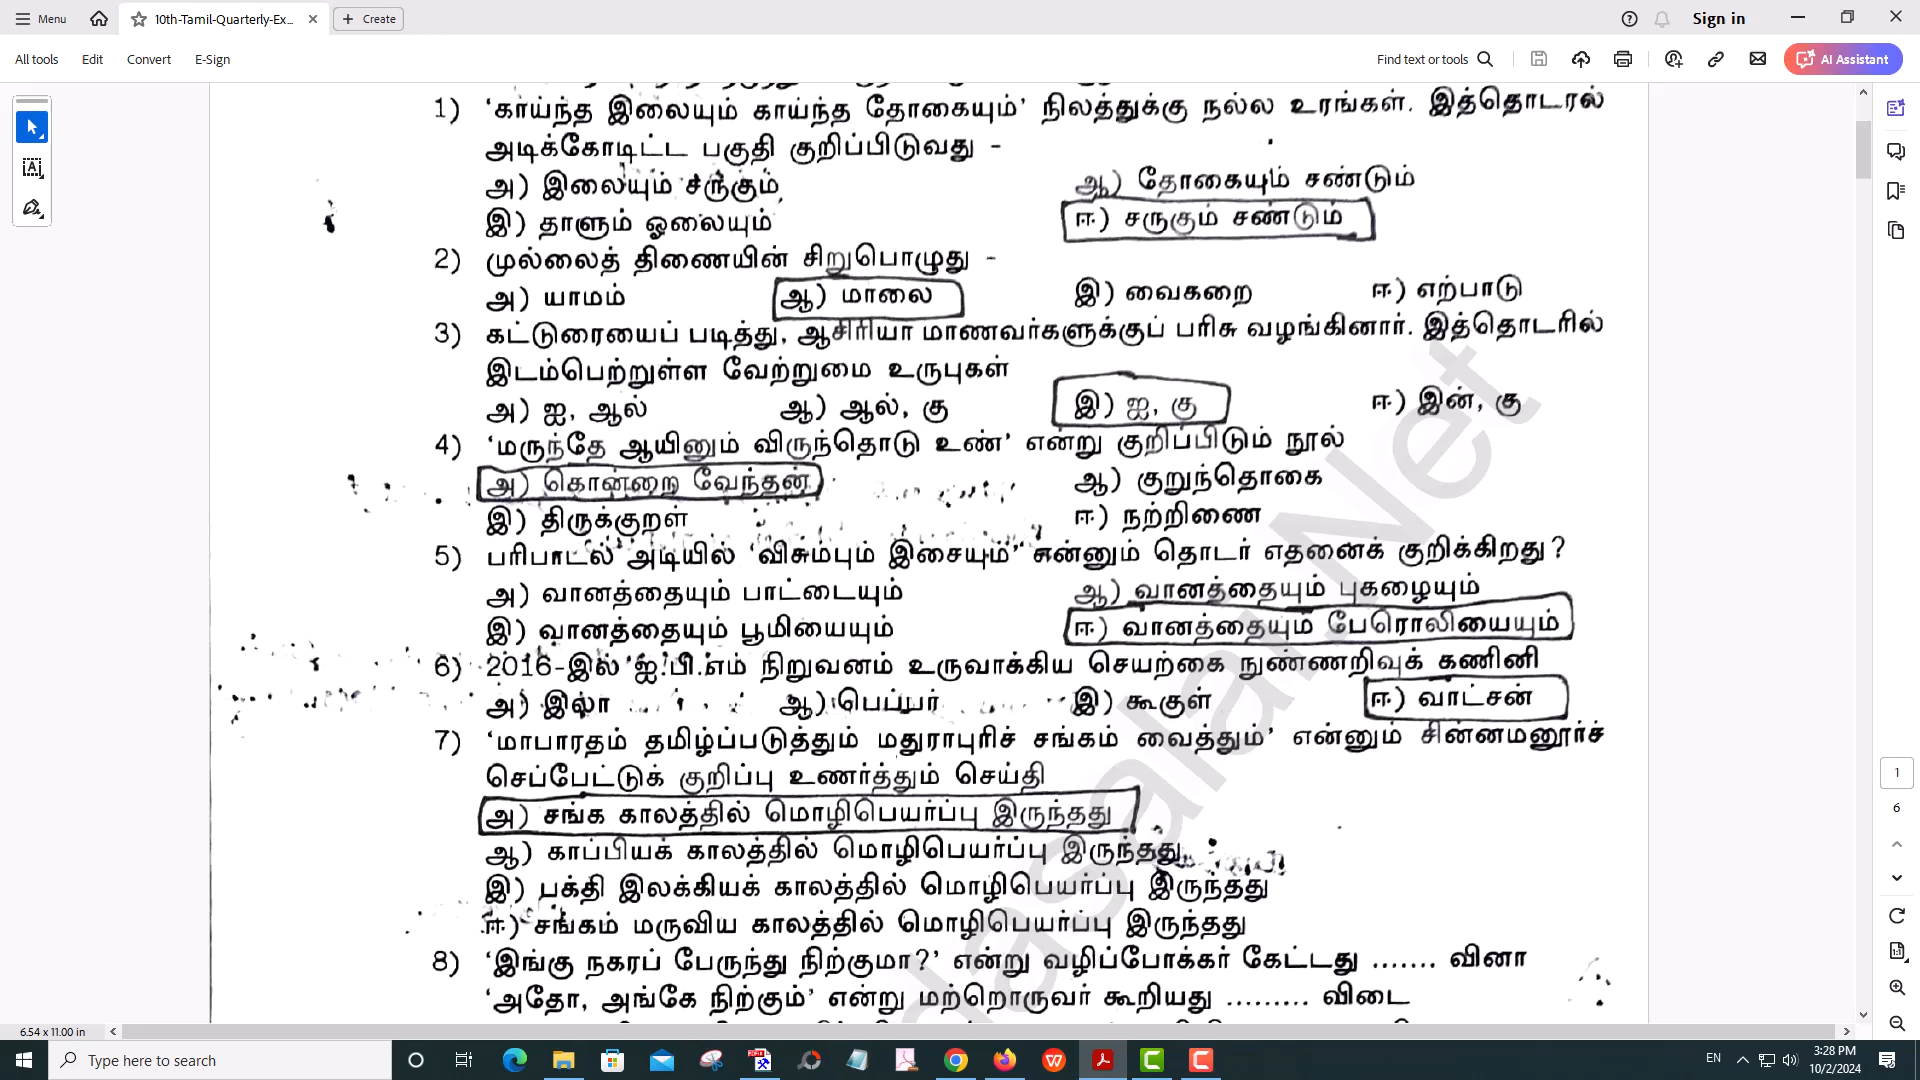 Menu
10th-Tamil-Quarterly-Ex...
Create
Sign in
All tools Edit Convert E-Sign
Find text or tools
AI Assistant
1) ‘காய்ந்த இலையும் காய்ந்த தோகையும்’ நிலத்துக்கு நல்ல உரங்கள். இத்தொடரல்
அடிக்கோடிட்ட பகுதி குறிப்பிடுவது -
அ) இலையும் சருகும் ஆ) தோகையும் சண்டும்
இ) தாளும் ஓலையும் ஈ) சருகும் சண்டும்
2) முல்லைத் திணையின் சிறுபொழுது -
அ) யாமம் ஆ) மாலை இ) வைகறை ஈ) எற்பாடு
3) கட்டுரையைப் படித்து, ஆசிரியா மாணவர்களுக்குப் பரிசு வழங்கினார். இத்தொடரில்
இடம்பெற்றுள்ள வேற்றுமை உருபுகள்
அ) ஐ, ஆல் ஆ) ஆல், கு இ) ஐ, கு ஈ) இன், கு
4) ‘மருந்தே ஆயினும் விருந்தொடு உண்’ என்று குறிப்பிடும் நூல்
அ) கொன்றை வேந்தன் ஆ) குறுந்தொகை
இ) திருக்குறள் ஈ) நற்றிணை
5) பரிபாடல் அடியில் ‘விசும்பும் இசையும்’ என்னும் தொடர் எதனைக் குறிக்கிறது?
அ) வானத்தையும் பாட்டையும் ஆ) வானத்தையும் புகழையும்
இ) வானத்தையும் பூமியையும் ஈ) வானத்தையும் பேரொலியையும்
6) 2016-இல் ஐ.பி.எம் நிறுவனம் உருவாக்கிய செயற்கை நுண்ணறிவுக் கணினி
அ) இலா ஆ) பெப்பர் இ) கூகுள் ஈ) வாட்சன்
7) ‘மாபாரதம் தமிழ்ப்படுத்தும் மதுராபுரிச் சங்கம் வைத்தும்’ என்னும் சின்னமனூர்ச்
செப்பேட்டுக் குறிப்பு உணர்த்தும் செய்தி
அ) சங்க காலத்தில் மொழிபெயர்ப்பு இருந்தது
ஆ) காப்பியக் காலத்தில் மொழிபெயர்ப்பு இருந்தது
இ) பக்தி இலக்கியக் காலத்தில் மொழிபெயர்ப்பு இருந்தது
ஈ) சங்கம் மருவிய காலத்தில் மொழிபெயர்ப்பு இருந்தது
8) ‘இங்கு நகரப் பேருந்து நிற்குமா?’ என்று வழிப்போக்கர் கேட்டது ....... வினா
‘அதோ, அங்கே நிற்கும்’ என்று மற்றொருவர் கூறியது ......... விடை
1
6
6.54 x 11.00 in
Type here to search
EN
3:28 PM
10/2/2024